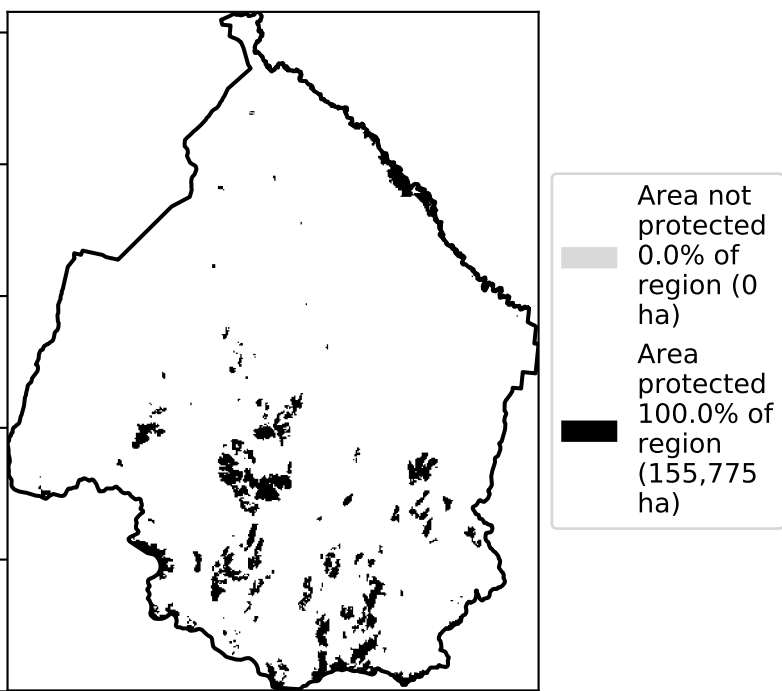 Area not
protected
0.0% of
region (0
ha)
Area
protected
100.0% of
region
(155,775
ha)